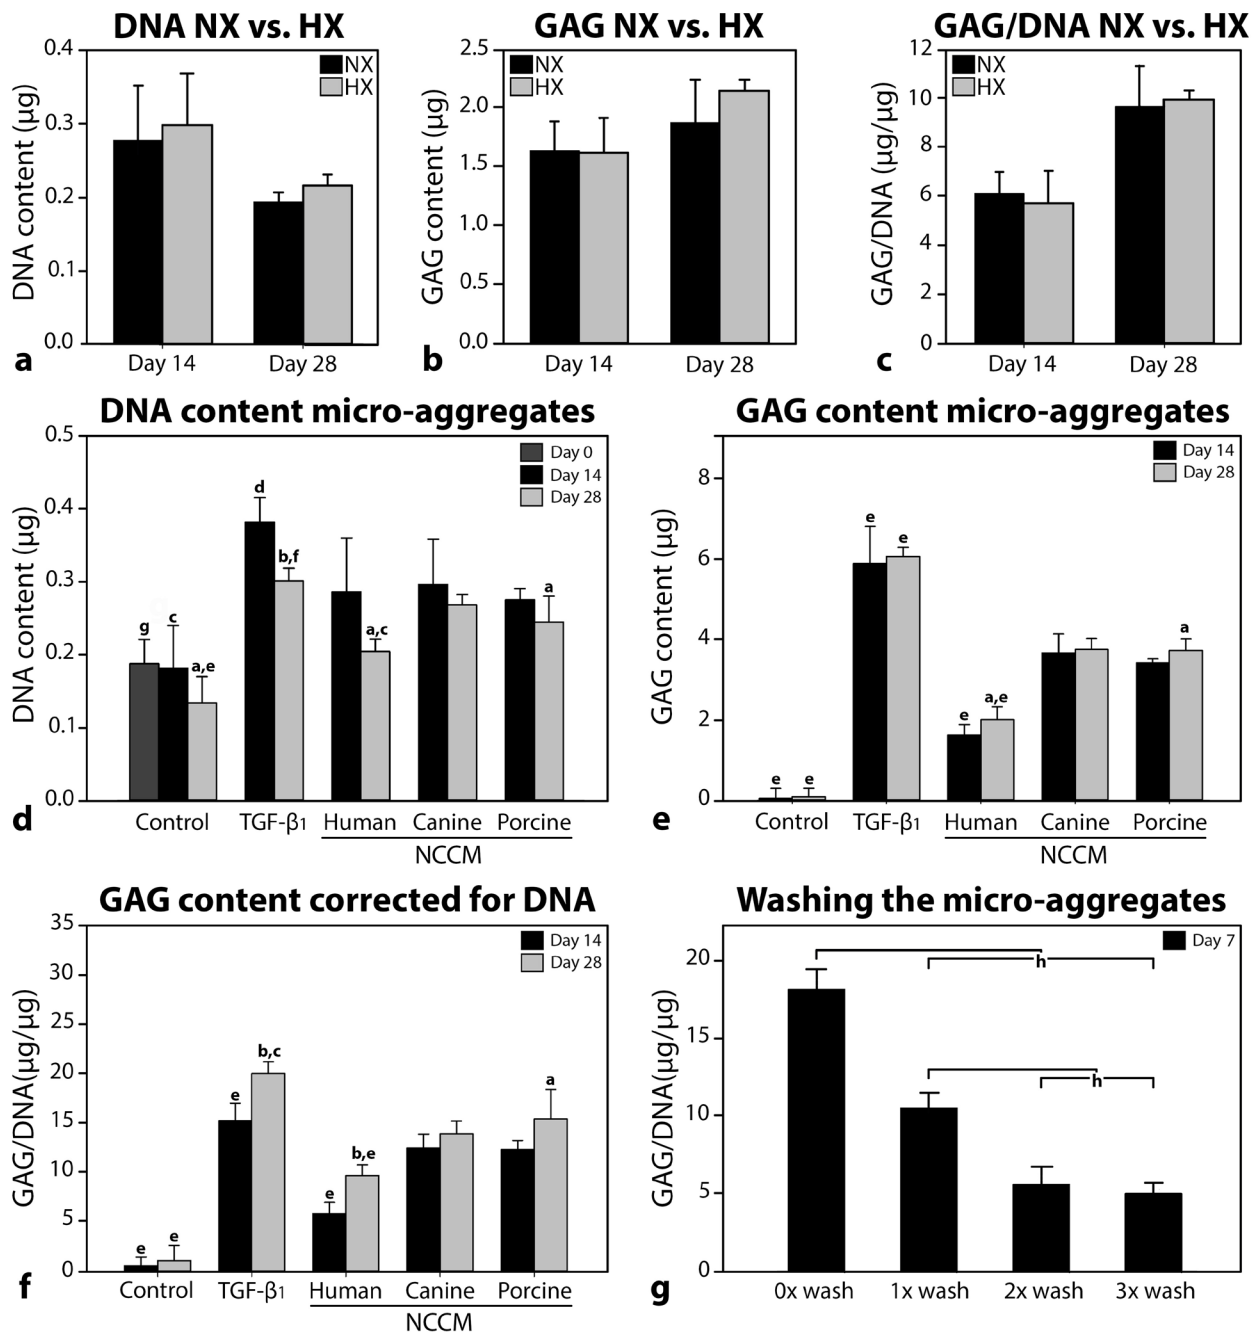 DNA NX vs. HX
GAG NX vs. HX
GAG/DNA NX vs. HX
DNA content (µg)
0.4
0.3
0.2
0.1
0.0
NX
HX
Day 14
Day 28
a
GAG content (µg)
2.5
2.0
1.5
1.0
0.5
0.0
NX
HX
Day 14
Day 28
b
GAG/DNA (µg/µg)
12
10
8
6
4
2
0
NX
HX
Day 14
Day 28
c
DNA content micro-aggregates
DNA content (µg)
0.5
0.4
0.3
0.2
0.1
0.0
Day 0
Day 14
Day 28
g
c
a,e
d
b,f
a,c
a
Control
TGF-β1
Human
Canine
Porcine
NCCM
d
GAG content micro-aggregates
GAG content (µg)
8
6
4
2
0
Day 14
Day 28
e
e
e
e
e
a,e
a
Control
TGF-β1
Human
Canine
Porcine
NCCM
e
GAG content corrected for DNA
GAG/DNA(µg/µg)
35
30
25
20
15
10
5
0
Day 14
Day 28
e
e
e
b,c
e
b,e
a
Control
TGF-β1
Human
Canine
Porcine
NCCM
f
Washing the micro-aggregates
GAG/DNA(µg/µg)
20
15
10
5
0
Day 7
h
h
0x wash
1x wash
2x wash
3x wash
g